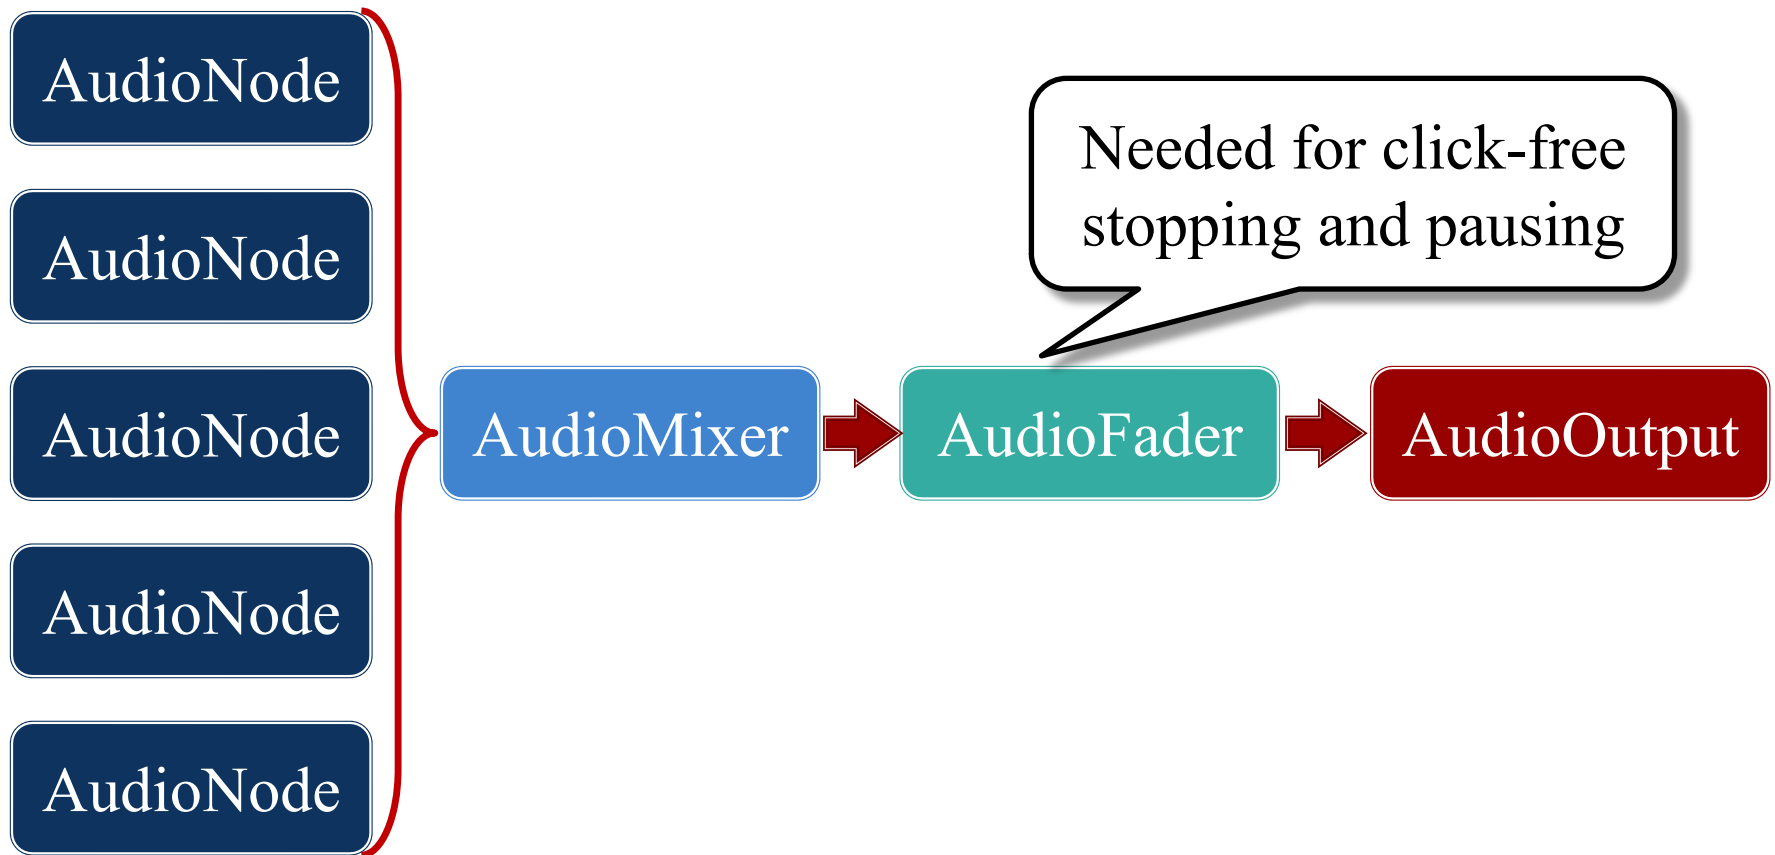 AudioNode
AudioNode
AudioNode
AudioNode
AudioNode
AudioMixer
AudioFader
AudioOutput
Needed for click-free
stopping and pausing